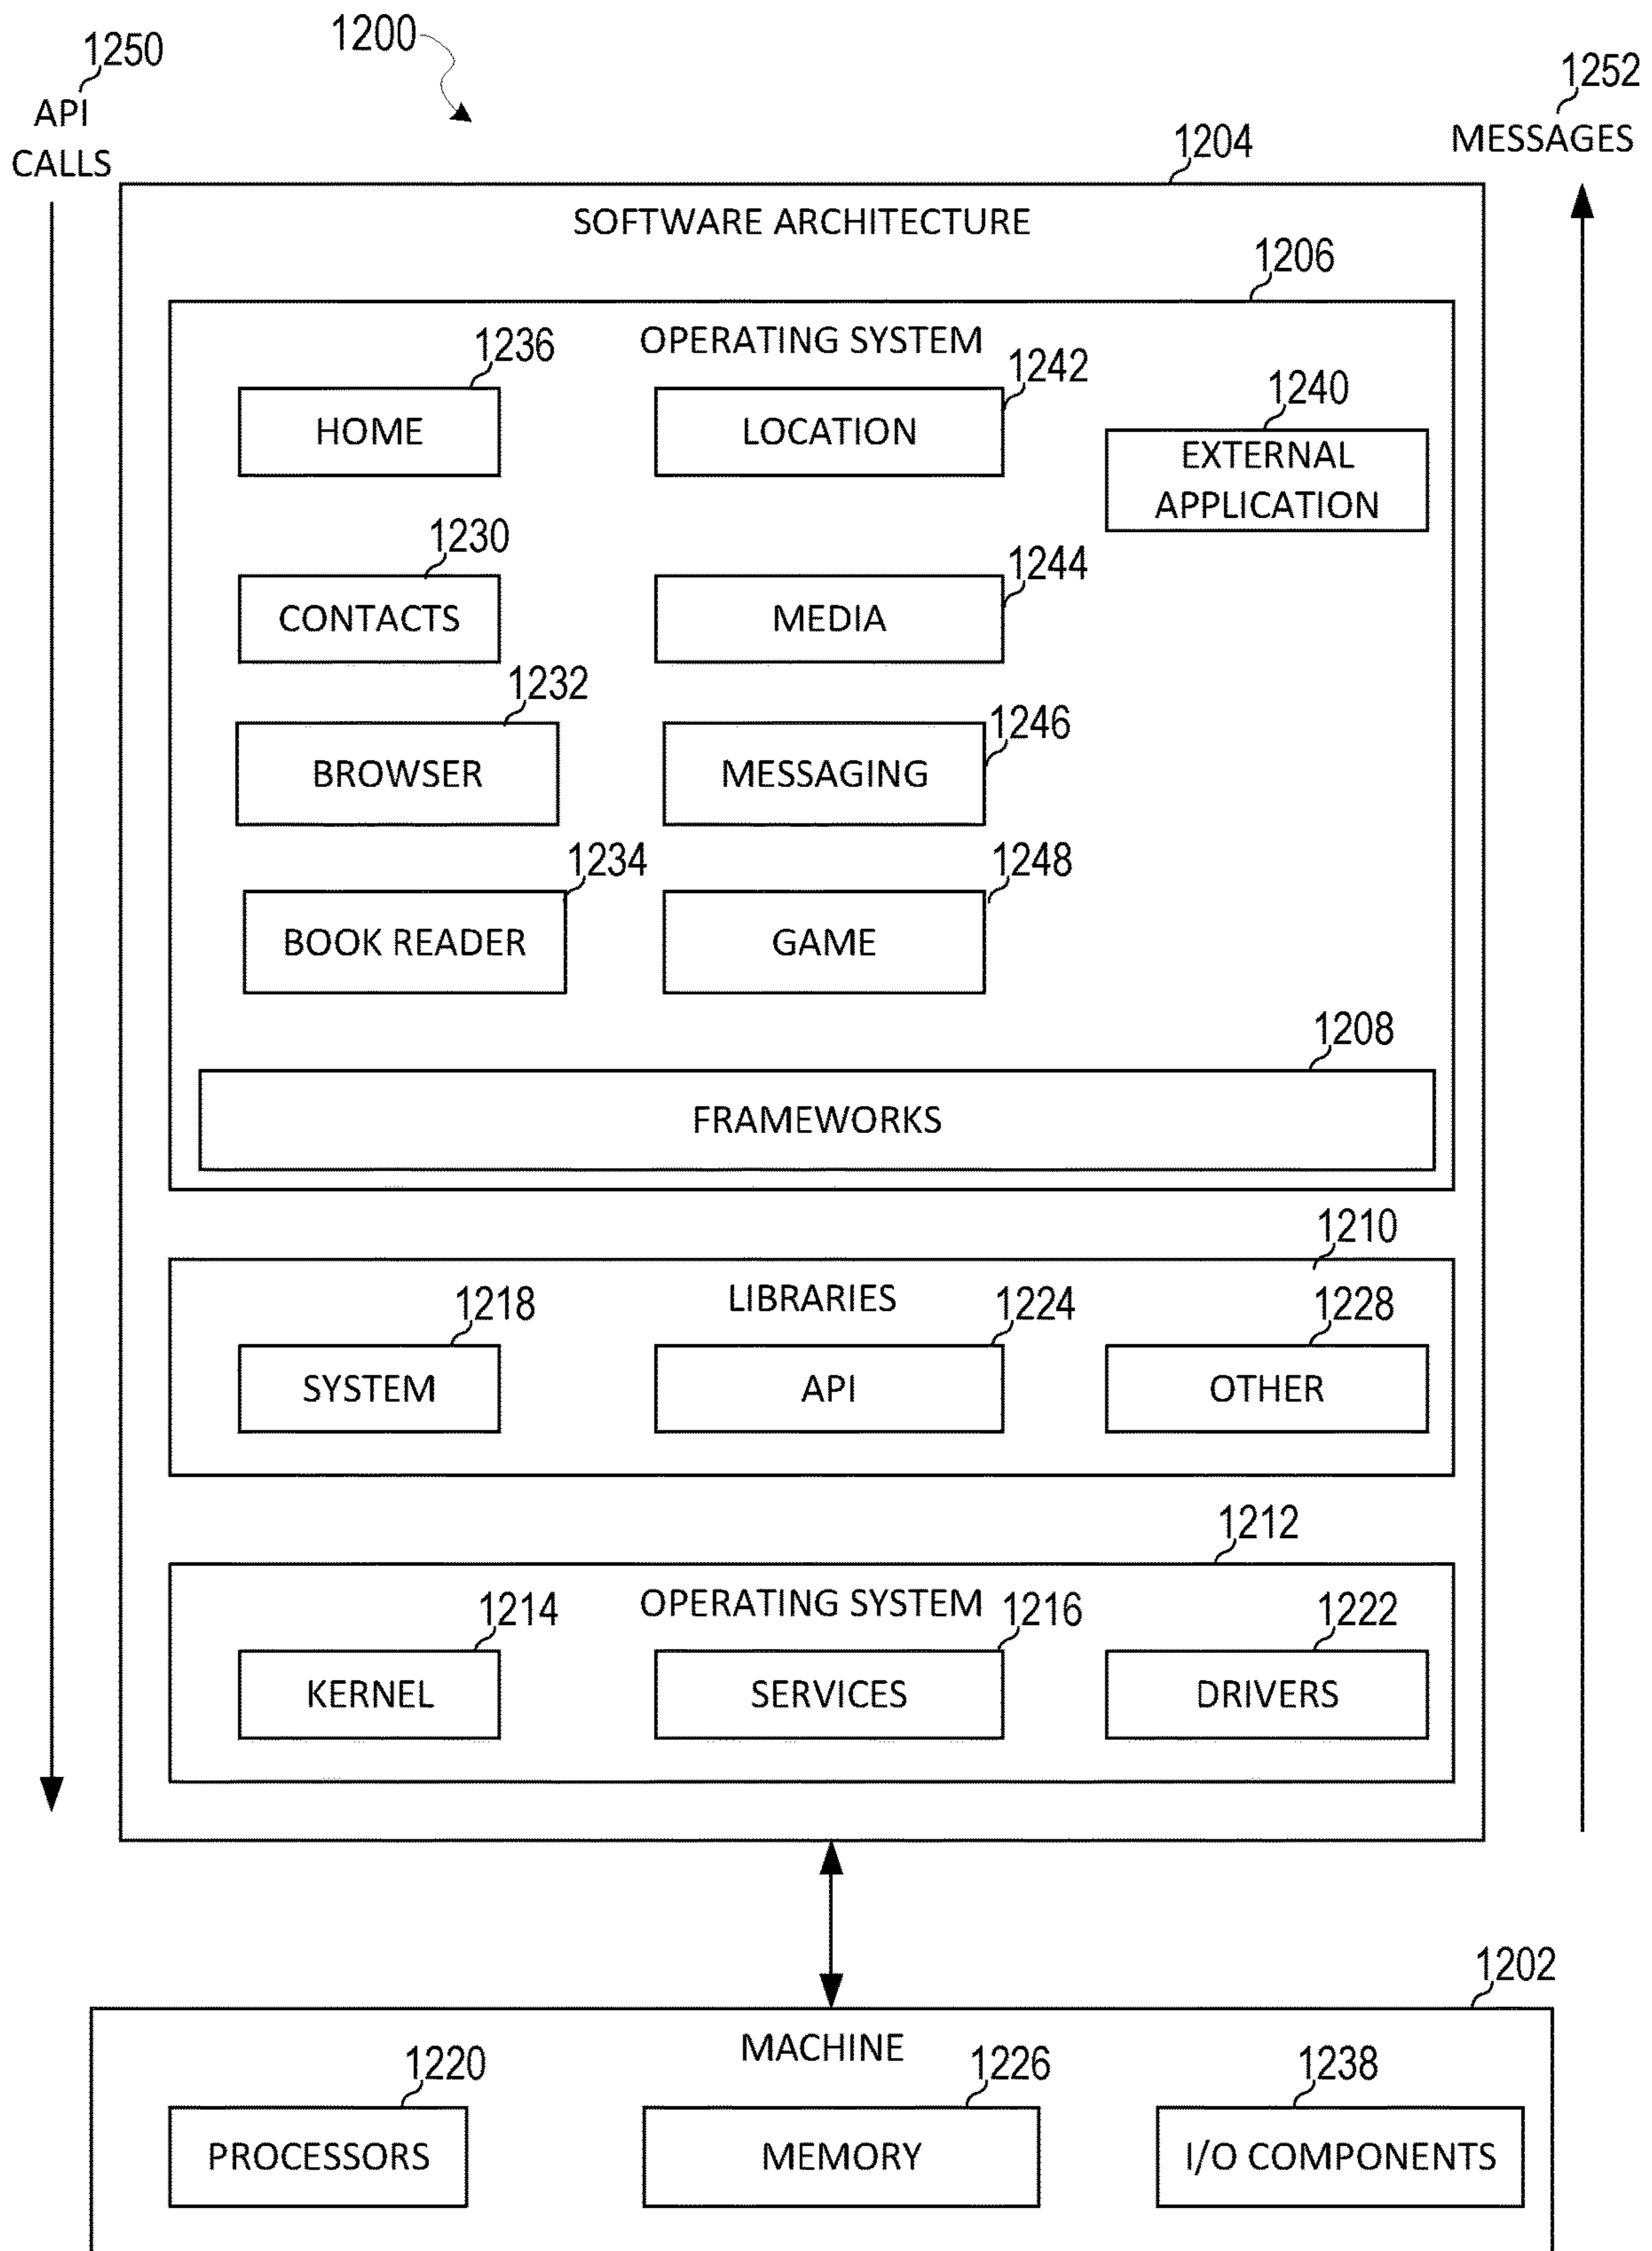 1200
1250
API
CALLS
1252
MESSAGES
1204
SOFTWARE ARCHITECTURE
1206
OPERATING SYSTEM
1236
HOME
1242
LOCATION
1240
EXTERNAL
APPLICATION
1230
CONTACTS
1244
MEDIA
1232
BROWSER
1246
MESSAGING
1234
BOOK READER
1248
GAME
1208
FRAMEWORKS
1210
LIBRARIES
1218
SYSTEM
1224
API
1228
OTHER
1212
OPERATING SYSTEM
1214
KERNEL
1216
SERVICES
1222
DRIVERS
1202
MACHINE
1220
PROCESSORS
1226
MEMORY
1238
I/O COMPONENTS